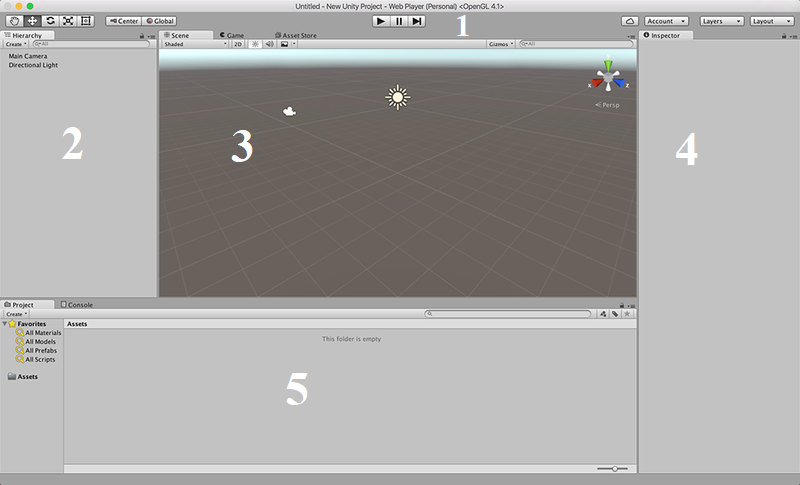 Untitled - New Unity Project - Web Player (Personal) <OpenGL 4.1>
Center Global 1 Account Layers Layout
Hierarchy Scene Game Asset Store Inspector
Create All Shaded 2D Gizmos All
Main Camera
Directional Light
y
x z
Persp
2 3 4
Project Console
Create
Favorites Assets
All Materials This folder is empty
All Models
All Prefabs
All Scripts
Assets
5